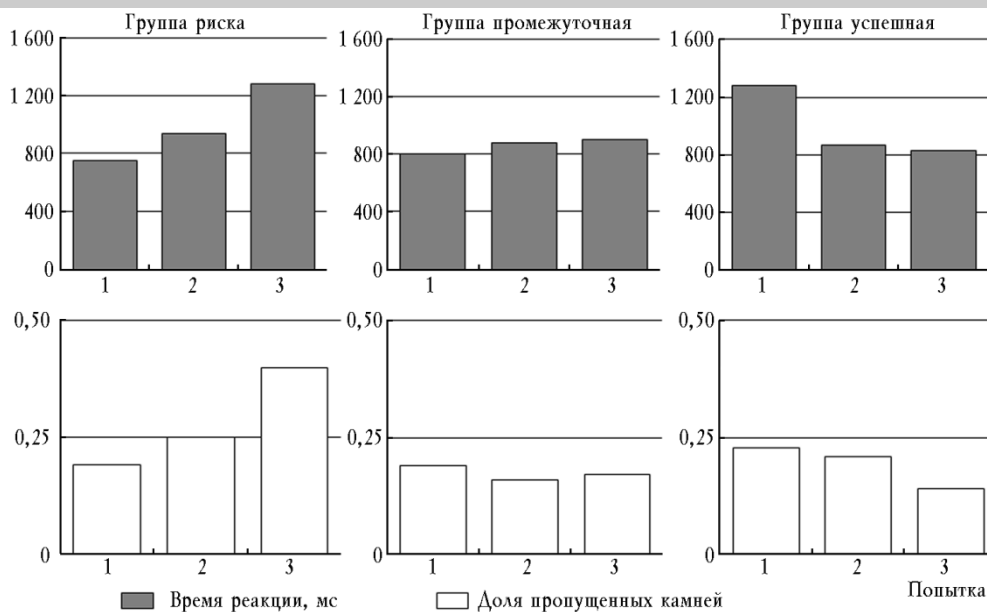 Группа риска Группа промежуточная Группа успешная
1 600 1 600 1 600
1 200 1 200 1 200
800 800 800
400 400 400
0 0 0
1 2 3 1 2 3 1 2 3
0,50 0,50 0,50
0,25 0,25 0,25
0 0 0
1 2 3 1 2 3 1 2 3
Попытка
Время реакции, мс Доля пропущенных камней